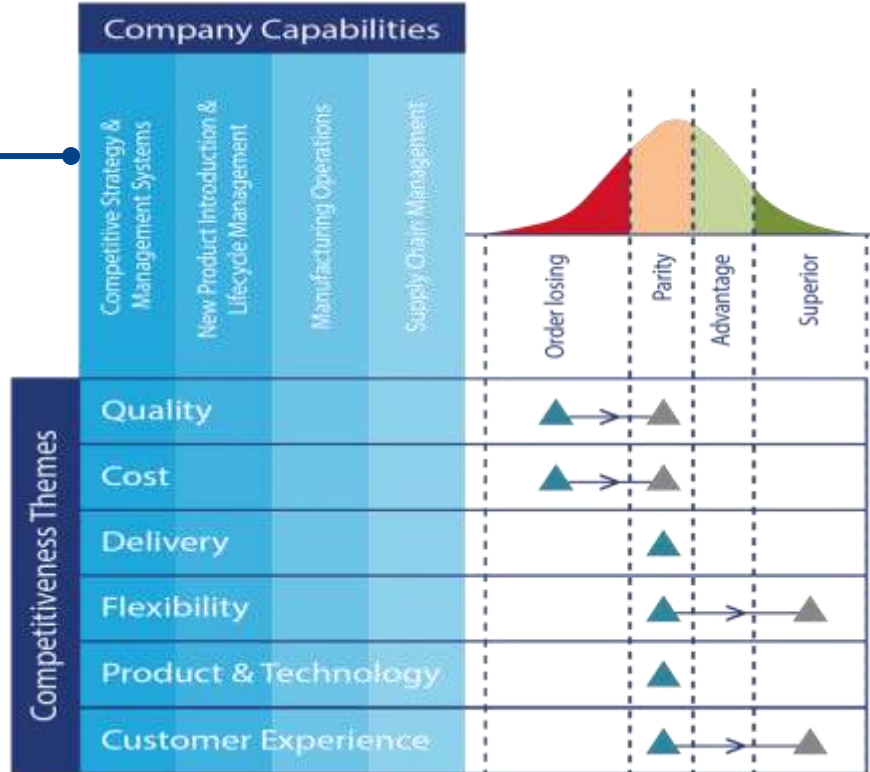 Company Capabilities
Competitive Strategy &
Management Systems
New Product Introduction &
Lifecycle Management
Manufacturing Operations
Supply Chain Management
Order losing
Parity
Advantage
Superior
Competitiveness Themes
Quality
Cost
Delivery
Flexibility
Product & Technology
Customer Experience